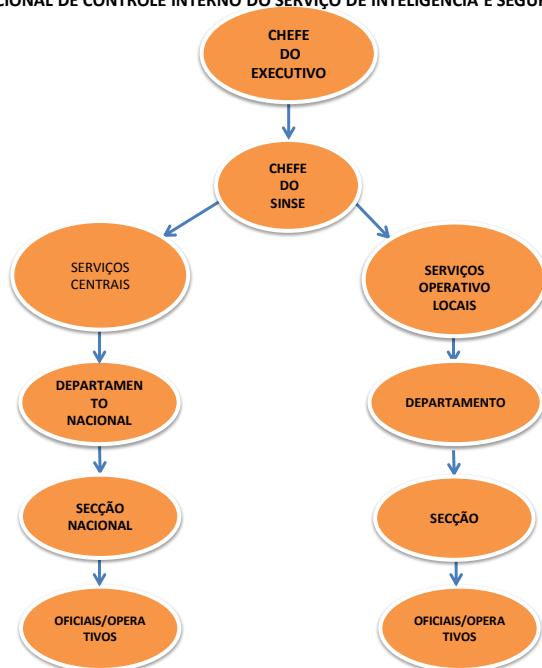 CIONAL DE CONTROLE INTERNO DO SERVIÇO DE INTELIGÊNCIA E SEGU
CHEFE
DO
EXECUTIVO
CHEFE
DO
SINSE
SERVIÇOS
CENTRAIS
SERVIÇOS
OPERATIVO
LOCAIS
DEPARTAMEN
TO
NACIONAL
DEPARTAMENTO
SECÇÃO
NACIONAL
SECÇÃO
OFICIAIS/OPERA
TIVOS
OFICIAIS/OPERA
TIVOS